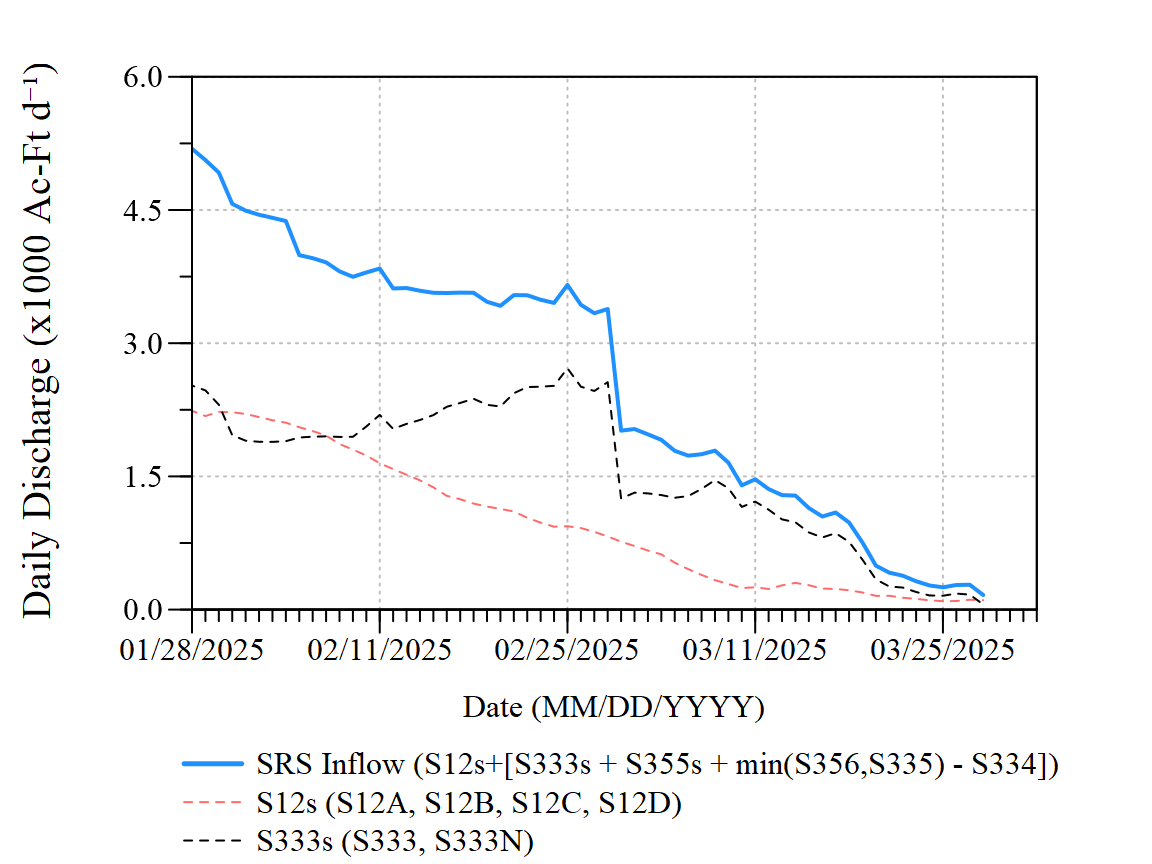 Daily Discharge (x1000 Ac-Ft d⁻¹)
6.0
4.5
3.0
1.5
0.0
01/28/2025 02/11/2025 02/25/2025 03/11/2025 03/25/2025
Date (MM/DD/YYYY)
SRS Inflow (S12s+[S333s + S355s + min(S356,S335) - S334])
S12s (S12A, S12B, S12C, S12D)
S333s (S333, S333N)